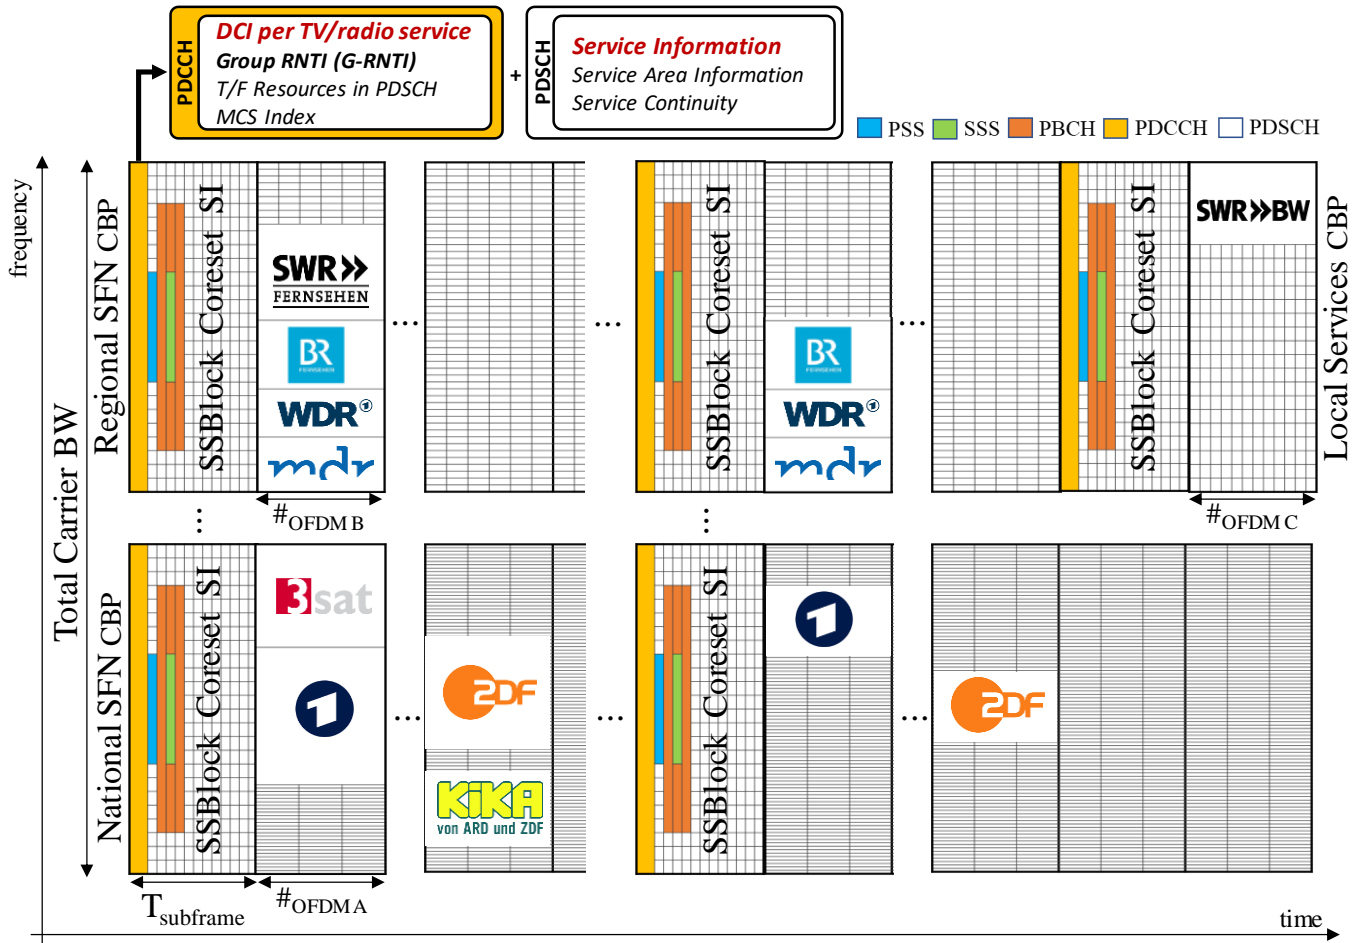 PDCCH
DCI per TV/radio service
Group RNTI (G-RNTI)
T/F Resources in PDSCH
MCS Index
+
PDSCH
Service Information
Service Area Information
Service Continuity
PSS
SSS
PBCH
PDCCH
PDSCH
frequency
Total Carrier BW
Regional SFN CBP
SSBlock Coreset SI
SWR»
FERNSEHEN
BR
FERNSEHEN
WDR
mdr
...
...
SSBlock Coreset SI
BR
FERNSEHEN
WDR
mdr
...
SSBlock Coreset SI
SWR»BW
Local Services CBP
#OFDM B
#OFDM C
...
...
National SFN CBP
SSBlock Coreset SI
3sat
1
...
ZDF
KiKA
von ARD und ZDF
...
SSBlock Coreset SI
1
...
ZDF
Tsubframe
#OFDM A
time